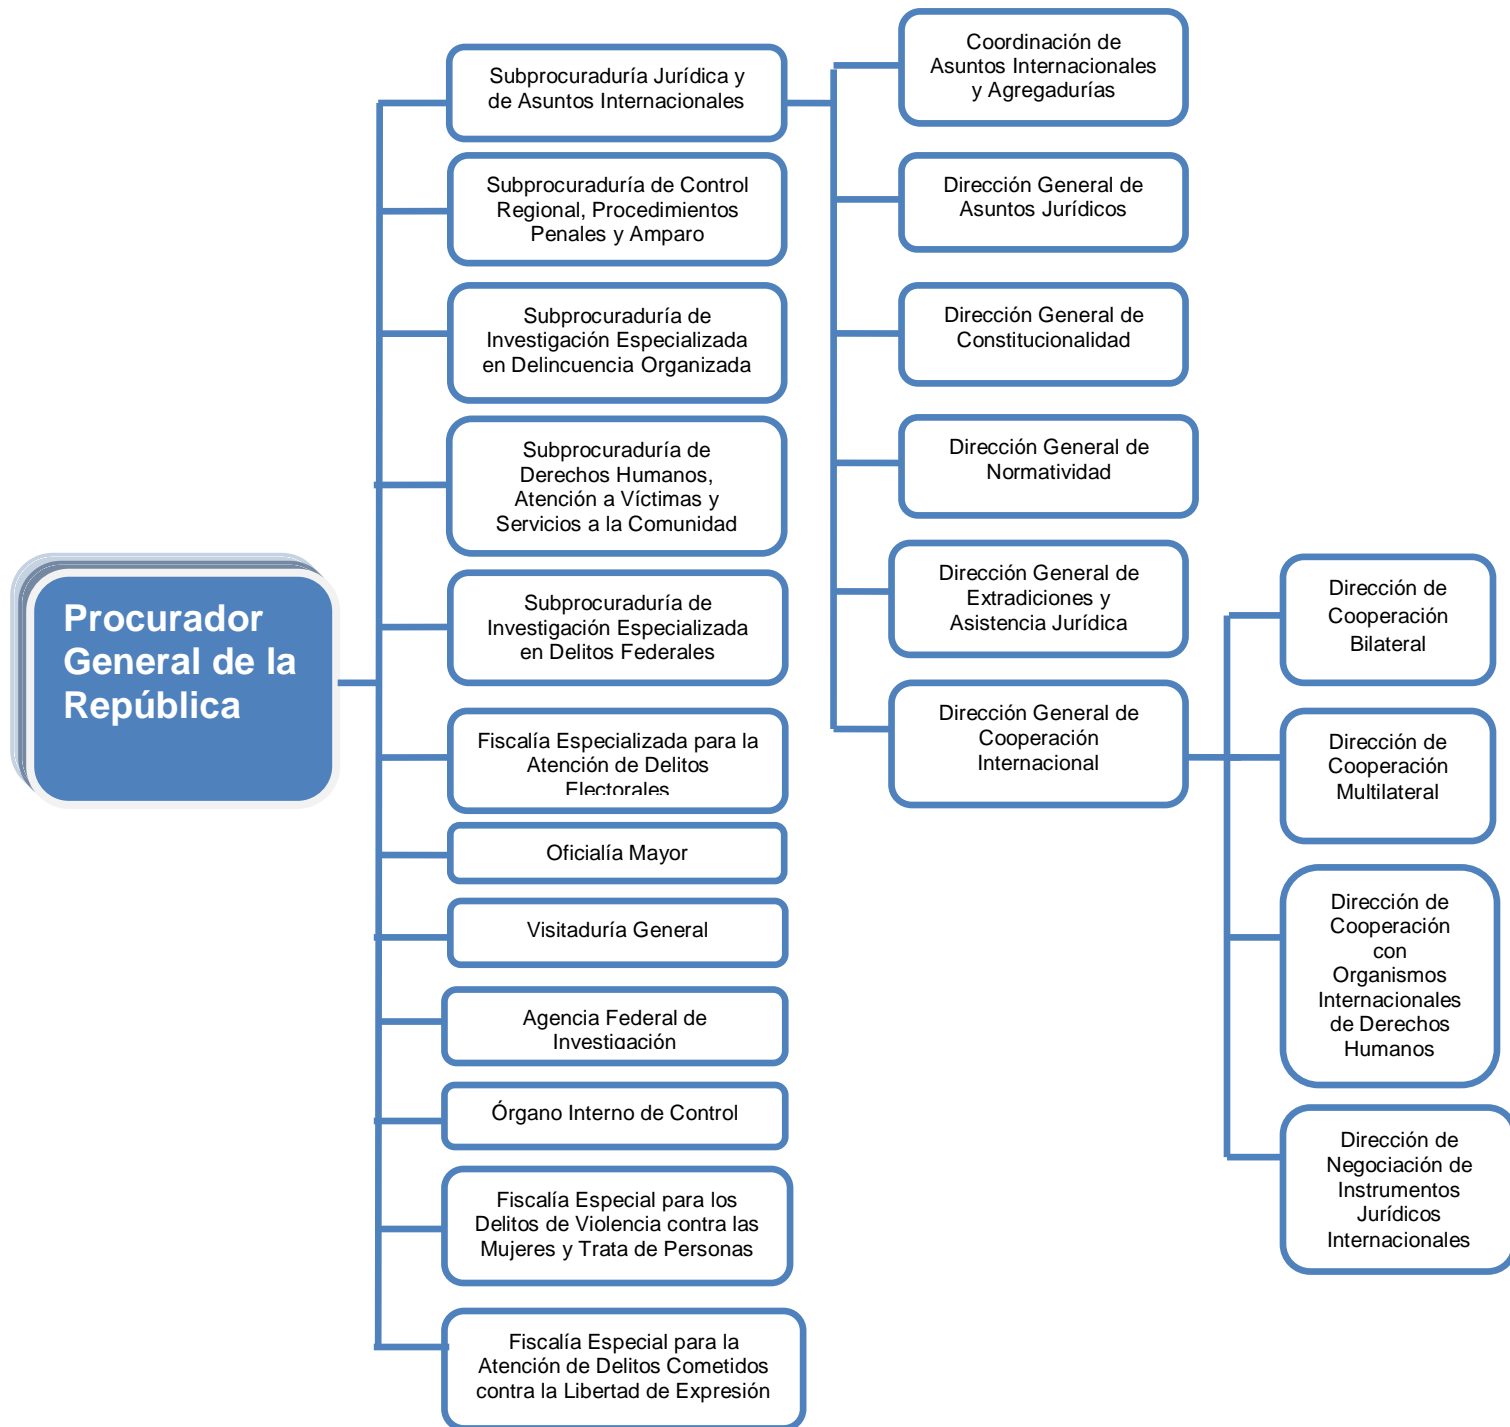 Procurador
General de la
República
Subprocuraduría Jurídica y
de Asuntos Internacionales
Subprocuraduría de Control
Regional, Procedimientos
Penales y Amparo
Subprocuraduría de
Investigación Especializada
en Delincuencia Organizada
Subprocuraduría de
Derechos Humanos,
Atención a Víctimas y
Servicios a la Comunidad
Subprocuraduría de
Investigación Especializada
en Delitos Federales
Fiscalía Especializada para la
Atención de Delitos
Electorales
Oficialía Mayor
Visitaduría General
Agencia Federal de
Investigación
Órgano Interno de Control
Fiscalía Especial para los
Delitos de Violencia contra las
Mujeres y Trata de Personas
Fiscalía Especial para la
Atención de Delitos Cometidos
contra la Libertad de Expresión
Coordinación de
Asuntos Internacionales
y Agregadurías
Dirección General de
Asuntos Jurídicos
Dirección General de
Constitucionalidad
Dirección General de
Normatividad
Dirección General de
Extradiciones y
Asistencia Jurídica
Dirección General de
Cooperación
Internacional
Dirección de
Cooperación
Bilateral
Dirección de
Cooperación
Multilateral
Dirección de
Cooperación
con
Organismos
Internacionales
de Derechos
Humanos
Dirección de
Negociación de
Instrumentos
Jurídicos
Internacionales